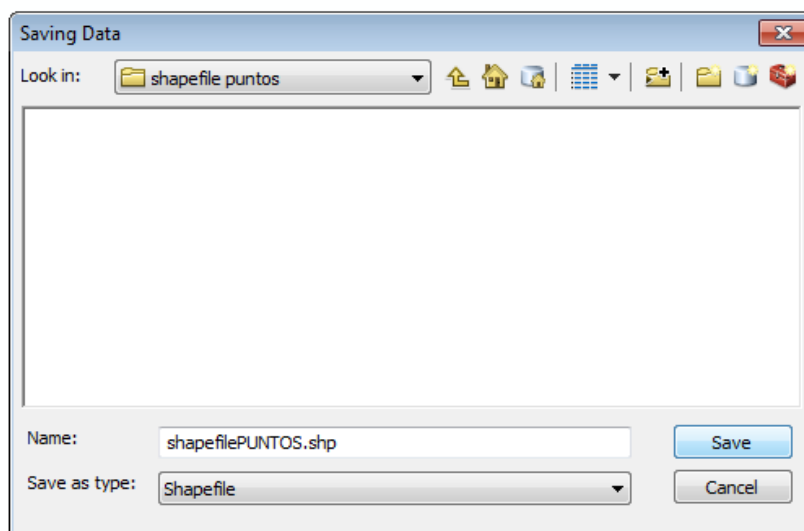 Saving Data
Look in: shapefile puntos
Name: shapefilePUNTOS.shp Save
Save as type: Shapefile Cancel